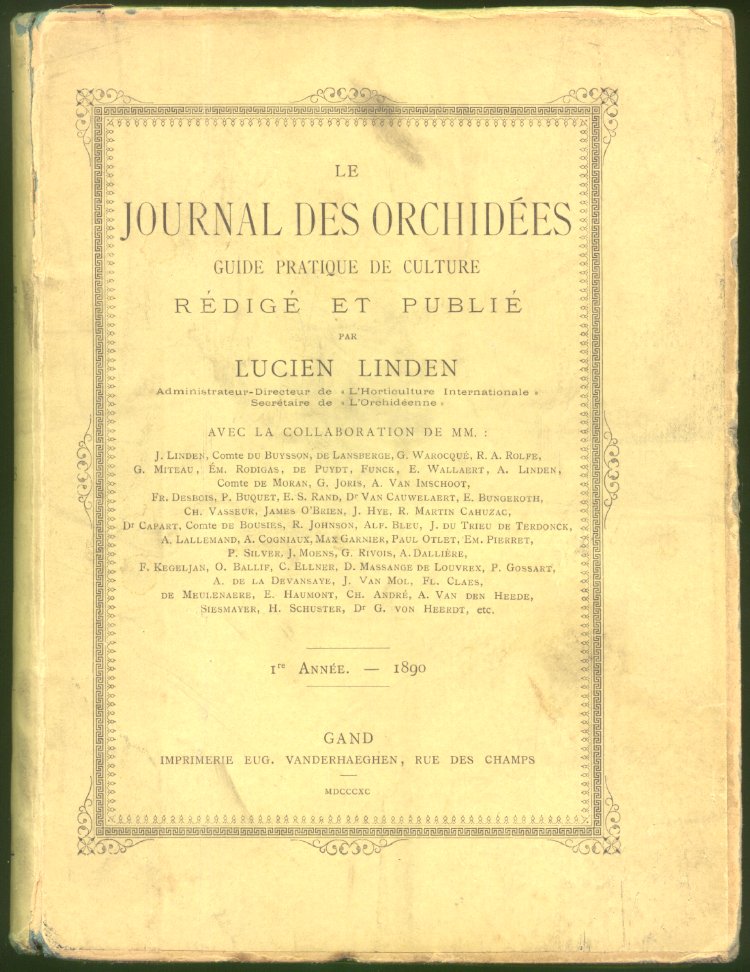 LE
JOURNAL DES ORCHIDÉES
GUIDE PRATIQUE DE CULTURE
RÉDIGÉ ET PUBLIÉ
PAR
LUCIEN LINDEN
Administrateur-Directeur de « L'Horticulture Internationale »
Secrétaire de « L'Orchidéenne »
AVEC LA COLLABORATION DE MM. :
J. Linden, Comte du Buysson, de Lansberge, G. Warocqué, R. A. Rolfe,
G. Miteau, Ém. Rodigas, de Puydt, Funck, E. Wallaert, A. Linden,
Comte de Moran, G. Joris, A. Van Imschoot,
Fr. Desbois, P. Buquet, E. S. Rand, Dr Van Cauwelaert, E. Bungekoth,
Ch. Vasseur, James O'Brien, J. Hye, R. Martin Cahuzac,
Dr Capart, Comte de Bousies, R. Johnson, Alf. Bleu, J. du Trieu de Terdonck,
A. Lallemand, A. Cogniaux, Max Garnier, Paul Otlet, Em. Pierret,
P. Silver, J. Moens, G. Rivois, A. Dallière,
F. Kegeljan, O. Ballif, C. Ellner, D. Massange de Louvrex, P. Gossart,
A. de la Devansaye, J. Van Mol, Fl. Claes,
de Meulenaere, E. Haumont, Ch. André, A. Van den Heede,
Siesmayer, H. Schuster, Dr G. von Heerdt, etc.
1re Année. — 1890
GAND
IMPRIMERIE EUG. VANDERHAEGHEN, RUE DES CHAMPS
MDCCCXC